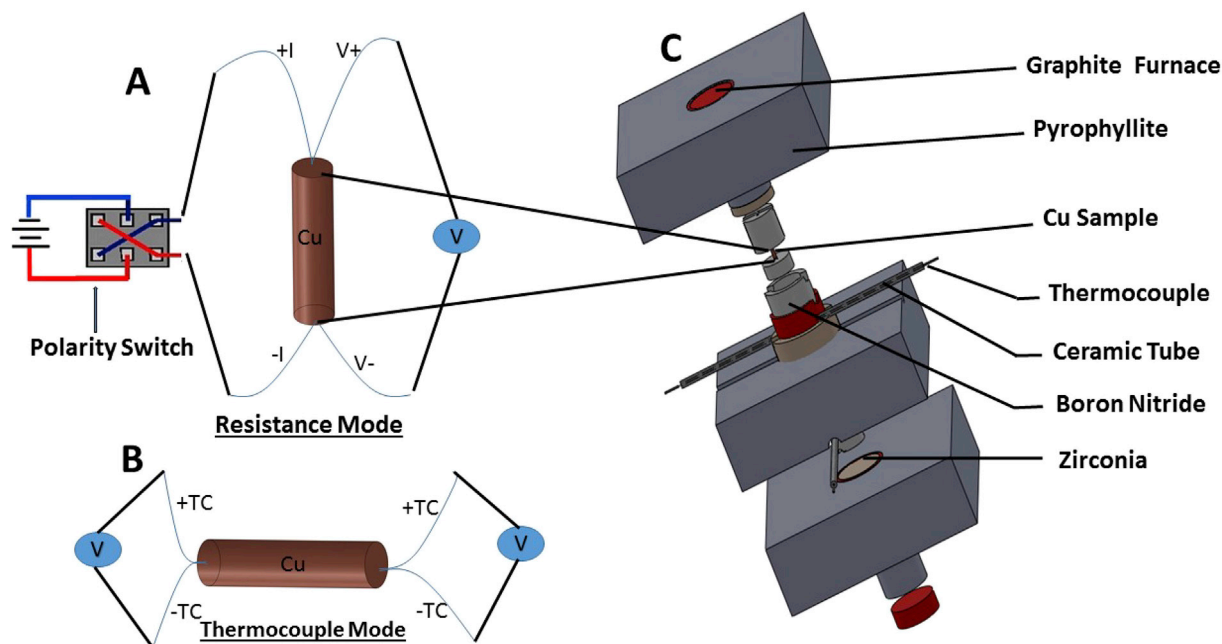 A
+I
V+
Cu
V
Polarity Switch
-I
V-
Resistance Mode
B
+TC
+TC
V
Cu
V
-TC
-TC
Thermocouple Mode
C
Graphite Furnace
Pyrophyllite
Cu Sample
Thermocouple
Ceramic Tube
Boron Nitride
Zirconia